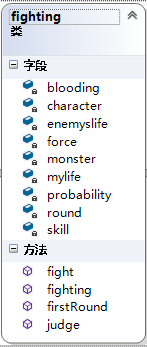 fighting
类
字段
blooding
character
enemyslife
force
monster
mylife
probability
round
skill
方法
fight
fighting
firstRound
judge